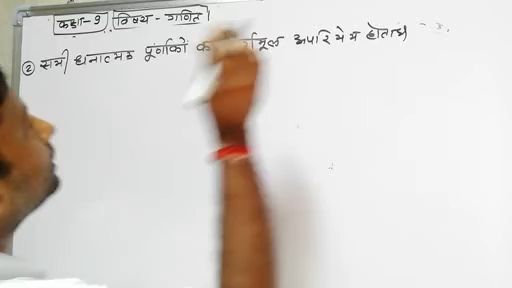 कक्षा-9 विषय-गणित
② सभी धनात्मक पूर्णाकों का मूल अपरिमेय होता है